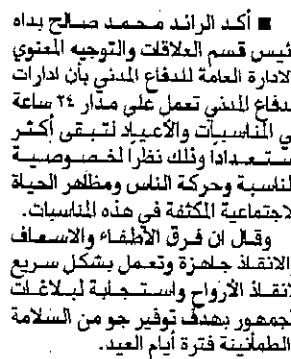 ■ أكد الرائد محمد صالح بداه
ئيس قسم العلاقات والتوجيه المعنوي
الادارة العامة للدفاع المدني بأن ادارات
لدفاع المدني تعمل على مدار ٢٤ ساعة
ي المناسبات والأعياد لتبقى أكثر
ستعدادا وذلك نظرا لخصوصية
لناسبة وحركة الناس ومظاهر الحياة
لاجتماعية المكثفة في هذه المناسبات.
وقال ان فرق الأطفاء والاسعاف
الانقاذ جاهزة وتعمل بشكل سريع
انقاذ الأرواح واستجابة لبلاغات
لجمهور بهدف توفير جو من السلامة
الطمأنينة فترة أيام العيد.